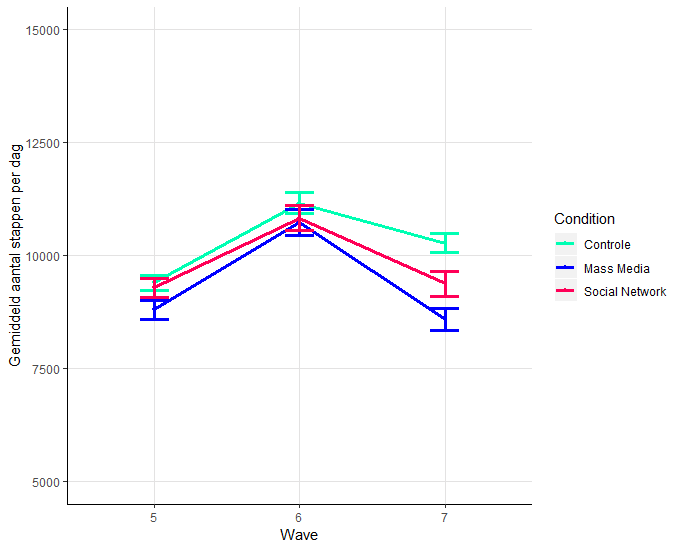 15000
12500
10000
7500
5000
Gemiddeld aantal stappen per dag
5 6 7
Wave
Condition
Controle
Mass Media
Social Network